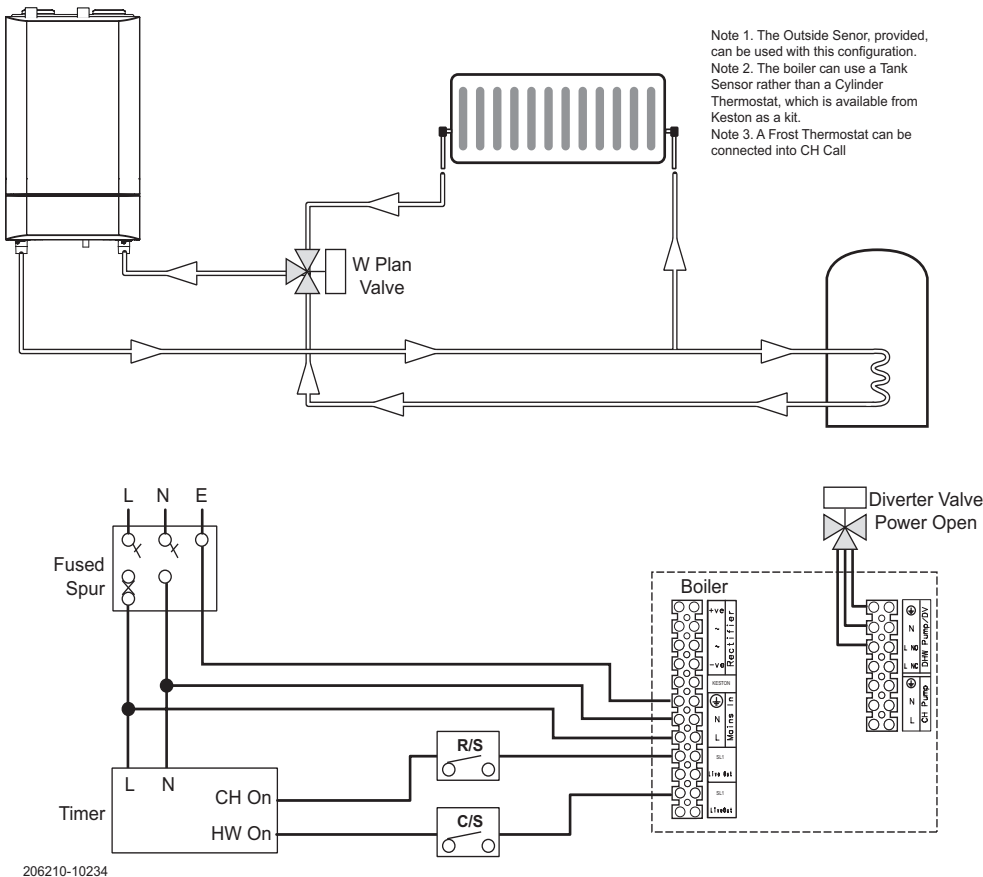 Note 1. The Outside Senor, provided,
can be used with this configuration.
Note 2. The boiler can use a Tank
Sensor rather than a Cylinder
Thermostat, which is available from
Keston as a kit.
Note 3. A Frost Thermostat can be
connected into CH Call
W Plan
Valve
L N E
Fused
Spur
Diverter Valve
Power Open
Boiler
+ve
~
~
-ve
Rectifier
KESTON
N
L
Mains In
SL1
Live Out
SL1
LiveOut
N
L NO
L NC
DHW Pump/DV
N
L
CH Pump
R/S
C/S
L N
Timer
CH On
HW On
206210-10234